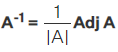 A⁻¹ = 1/|A| Adj A